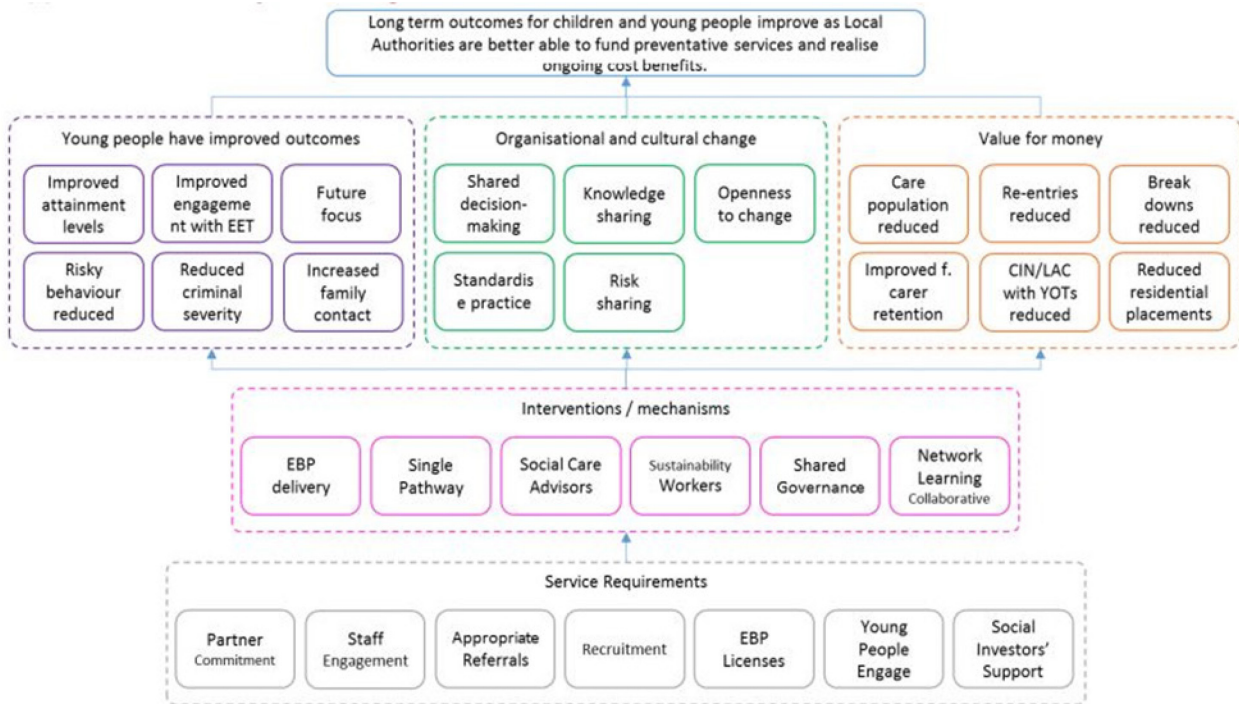 Long term outcomes for children and young people improve as Local
Authorities are better able to fund preventative services and realise
ongoing cost benefits.
Young people have improved outcomes
Improved
attainment
levels
Improved
engageme
nt with EET
Future
focus
Risky
behaviour
reduced
Reduced
criminal
severity
Increased
family
contact
Organisational and cultural change
Shared
decision-
making
Knowledge
sharing
Openness
to change
Standardis
e practice
Risk
sharing
Value for money
Care
population
reduced
Re-entries
reduced
Break
downs
reduced
Improved f.
carer
retention
CIN/LAC
with YOTs
reduced
Reduced
residential
placements
Interventions / mechanisms
EBP
delivery
Single
Pathway
Social Care
Advisors
Sustainability
Workers
Shared
Governance
Network
Learning
Collaborative
Service Requirements
Partner
Commitment
Staff
Engagement
Appropriate
Referrals
Recruitment
EBP
Licenses
Young
People
Engage
Social
Investors'
Support